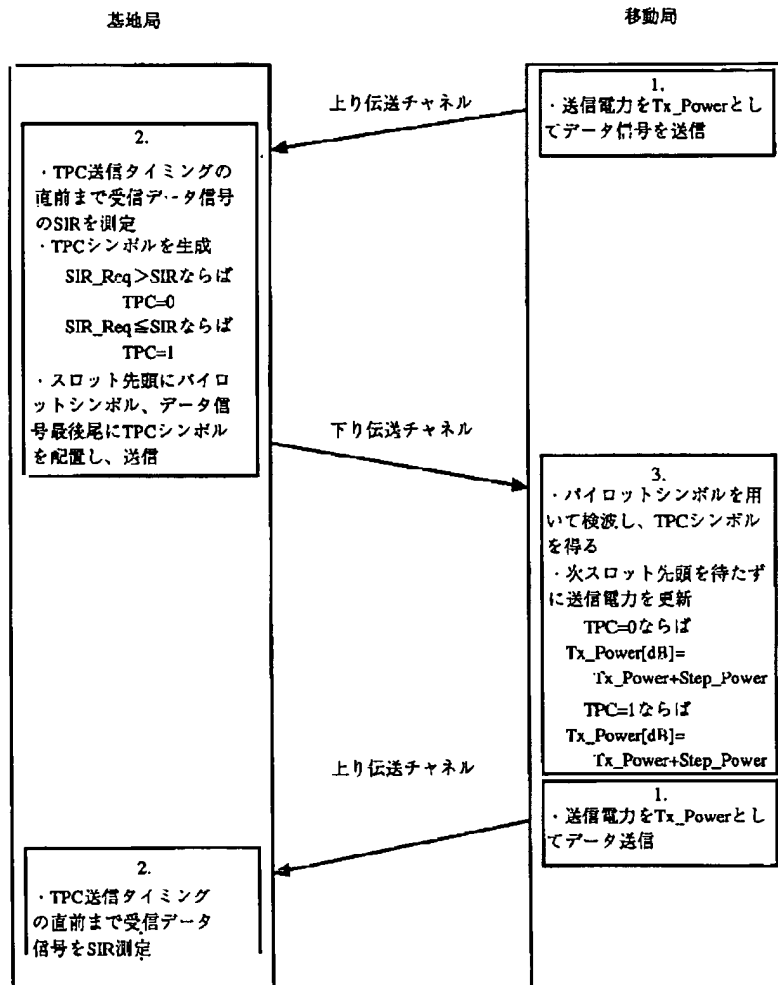 基地局
移動局
上り伝送チャネル
1.
・送信電力をTx_Powerとし
てデータ信号を送信
2.
・TPC送信タイミングの
直前まで受信データ信号
のSIRを測定
・TPCシンボルを生成
SIR_Req＞SIRならば
TPC=0
SIR_Req≦SIRならば
TPC=1
・スロット先頭にパイロ
ットシンボル、データ信
号最後尾にTPCシンボル
を配置し、送信
下り伝送チャネル
3.
・パイロットシンボルを用
いて検波し、TPCシンボル
を得る
・次スロット先頭を待たず
に送信電力を更新
TPC=0ならば
Tx_Power[dB]=
Tx_Power+Step_Power
TPC=1ならば
Tx_Power[dB]=
Tx_Power+Step_Power
上り伝送チャネル
1.
・送信電力をTx_Powerとし
てデータ送信
2.
・TPC送信タイミング
の直前まで受信データ
信号をSIR測定